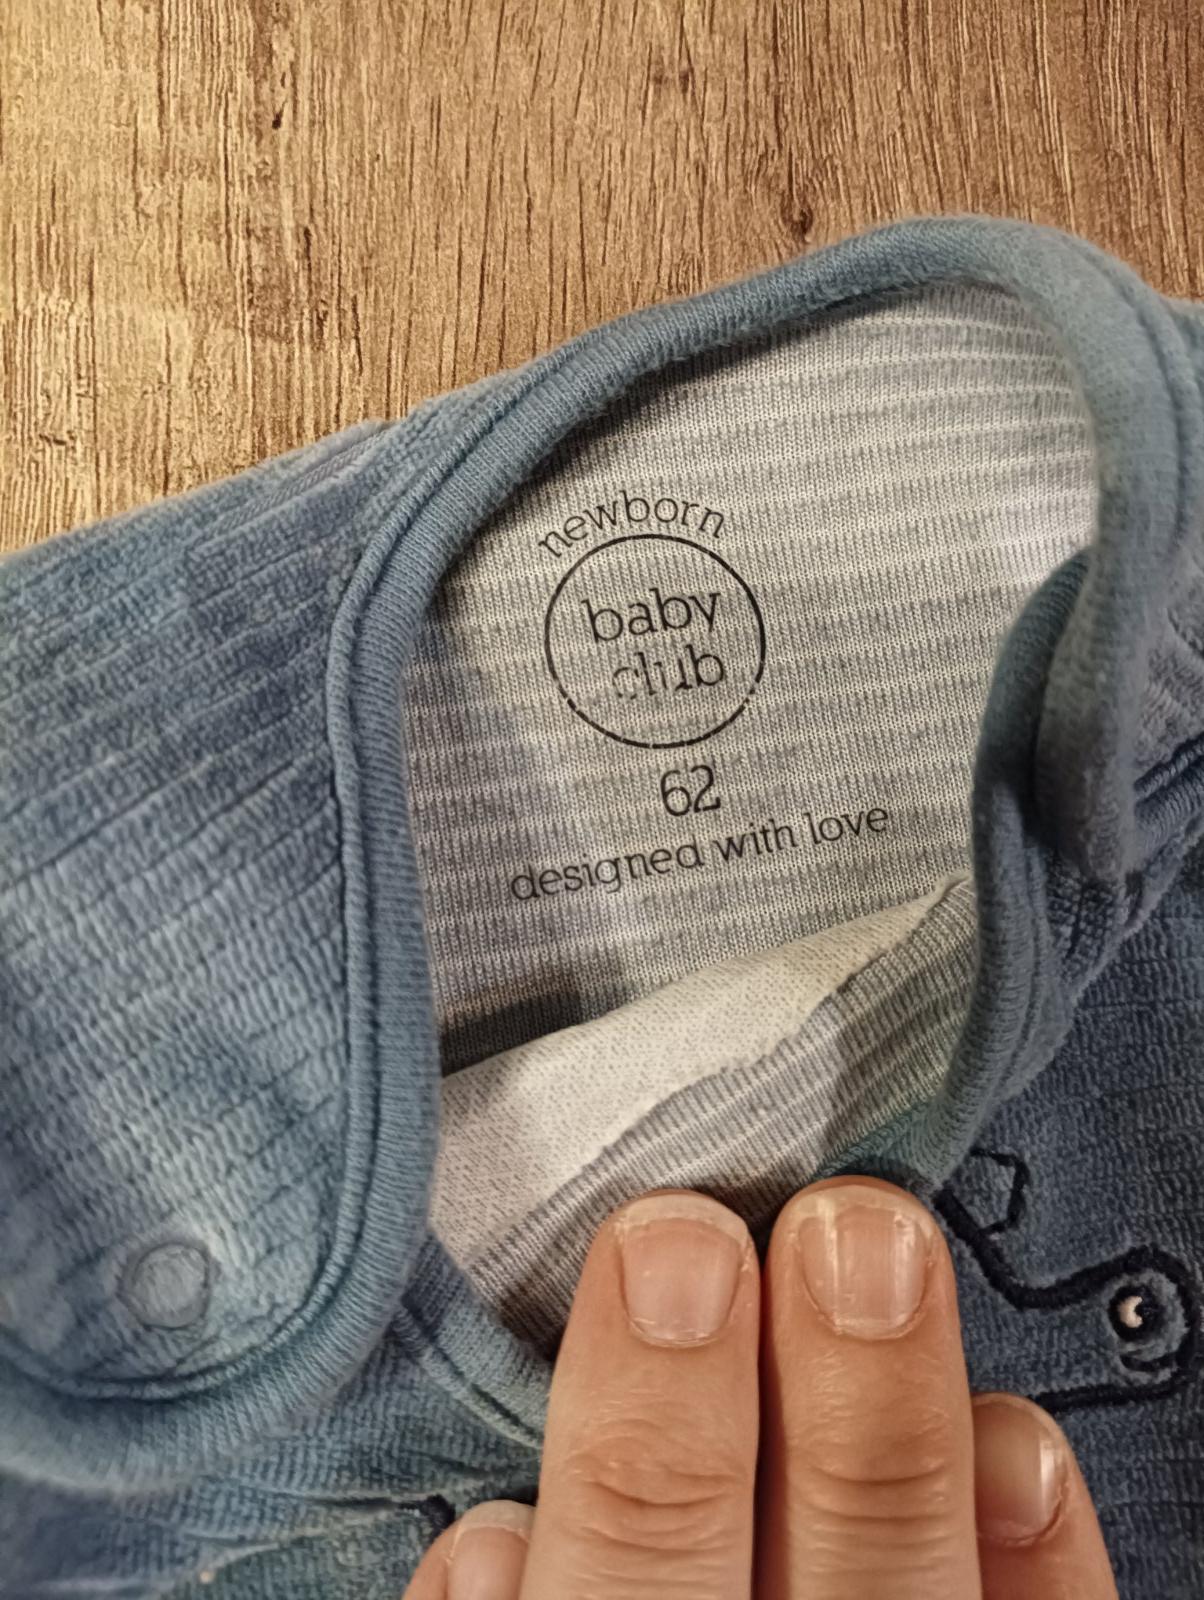 newborn
baby
club
62
designed with love